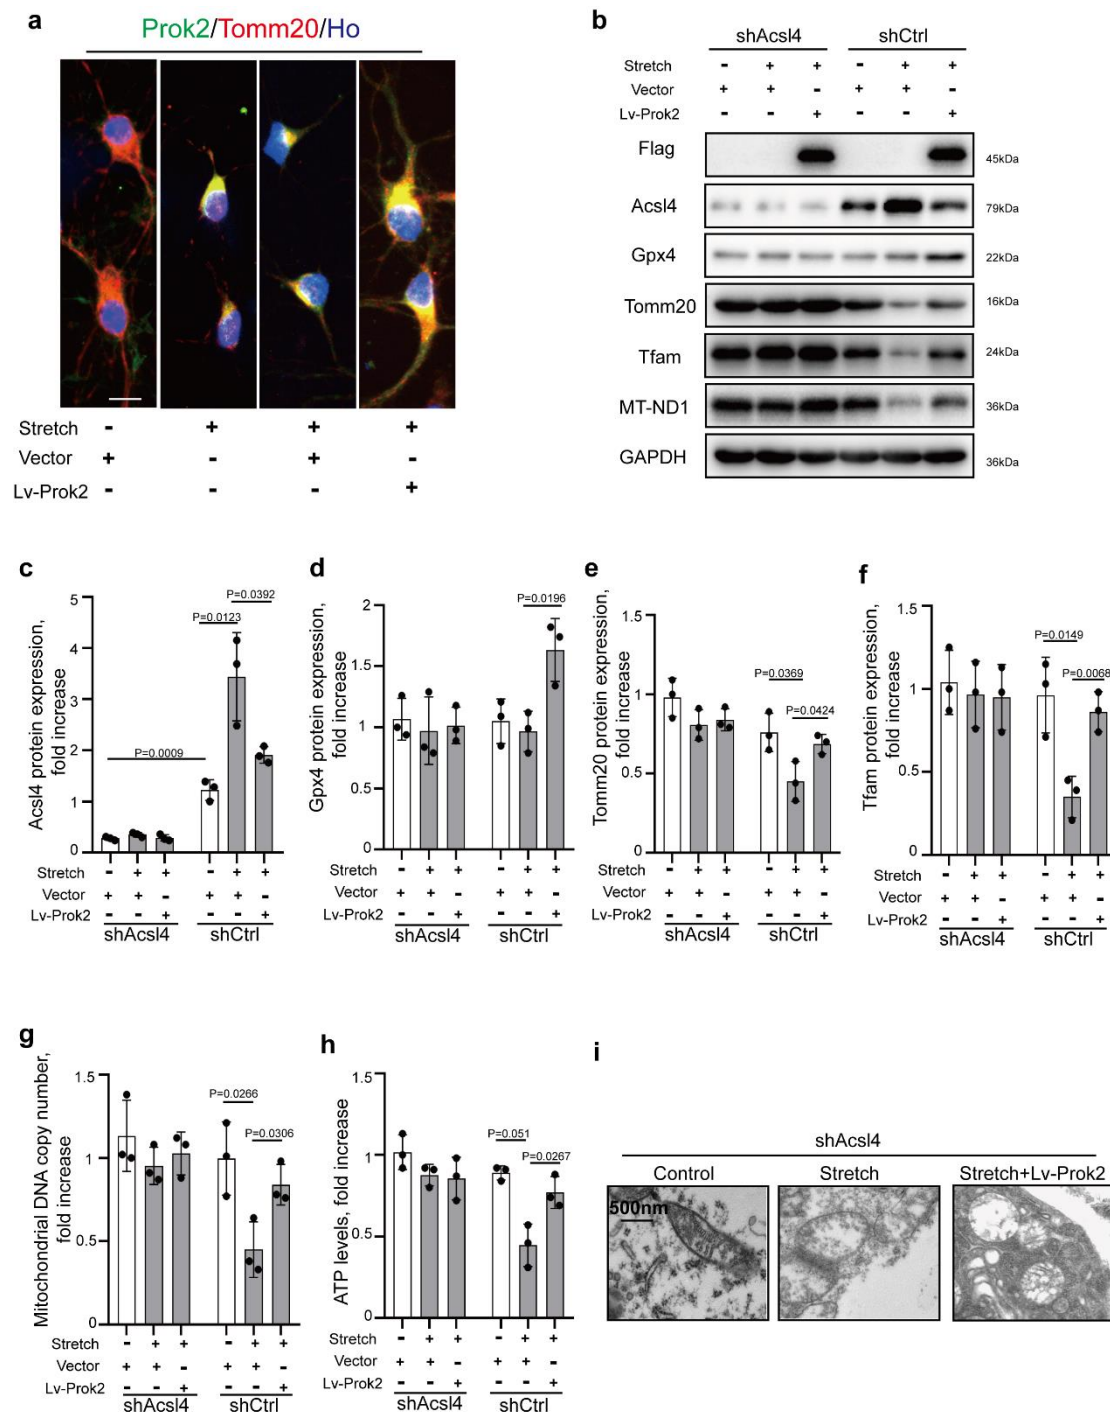 a
Prok2/Tomm20/Ho
Stretch - + + +
Vector + - + -
Lv-Prok2 - - - +
b
shAcsl4 shCtrl
Stretch - + + - + +
Vector + + - + + -
Lv-Prok2 - - + - - +
Flag 45kDa
Acsl4 79kDa
Gpx4 22kDa
Tomm20 16kDa
Tfam 24kDa
MT-ND1 36kDa
GAPDH 36kDa
c
Acsl4 protein expression,
fold increase
5
4
3
2
1
0
P=0.0009
P=0.0123
P=0.0392
Stretch - + + - + +
Vector + + - + + -
Lv-Prok2 - - + - - +
shAcsl4 shCtrl
d
Gpx4 protein expression,
fold increase
2
1.5
1
0.5
0
P=0.0196
Stretch - + + - + +
Vector + + - + + -
Lv-Prok2 - - + - - +
shAcsl4 shCtrl
e
Tomm20 protein expression,
fold increase
1.5
1
0.5
0
P=0.0369
P=0.0424
Stretch - + + - + +
Vector + + - + + -
Lv-Prok2 - - + - - +
shAcsl4 shCtrl
f
Tfam protein expression,
fold increase
1.5
1
0.5
0
P=0.0149
P=0.0068
Stretch - + + - + +
Vector + + - + + -
Lv-Prok2 - - + - - +
shAcsl4 shCtrl
g
Mitochondrial DNA copy number,
fold increase
1.5
1
0.5
0
P=0.0266
P=0.0306
Stretch - + + - + +
Vector + + - + + -
Lv-Prok2 - - + - - +
shAcsl4 shCtrl
h
ATP levels, fold increase
1.5
1
0.5
0
P=0.051
P=0.0267
Stretch - + + - + +
Vector + + - + + -
Lv-Prok2 - - + - - +
shAcsl4 shCtrl
i
shAcsl4
Control Stretch Stretch+Lv-Prok2
500nm